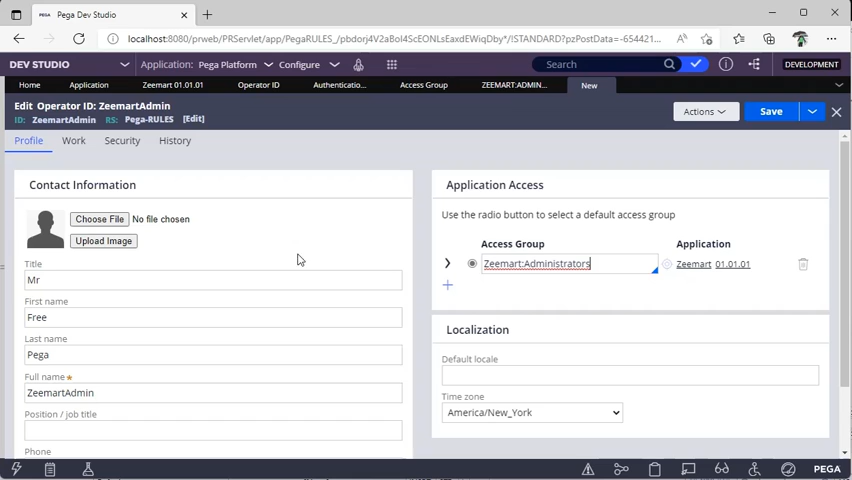 PEGA Pega Dev Studio
localhost:8080/prweb/PRServlet/app/PegaRULES_/pbdorj4V2aBoI4ScEONLsEaxdEWiqDby*/!STANDARD?pzPostData=-654421...
DEV STUDIO
Application: Pega Platform Configure
Search
DEVELOPMENT
Home Application Zeemart 01.01.01 Operator ID Authenticatio... Access Group ZEEMART:ADMIN... New
Edit Operator ID: ZeemartAdmin
ID: ZeemartAdmin RS: Pega-RULES [Edit]
Actions Save
Profile Work Security History
Contact Information
Choose File No file chosen
Upload Image
Title
Mr
First name
Free
Last name
Pega
Full name *
ZeemartAdmin
Position / job title
Phone
Application Access
Use the radio button to select a default access group
Access Group Application
Zeemart:Administrators Zeemart 01.01.01
Localization
Default locale
Time zone
America/New_York
PEGA